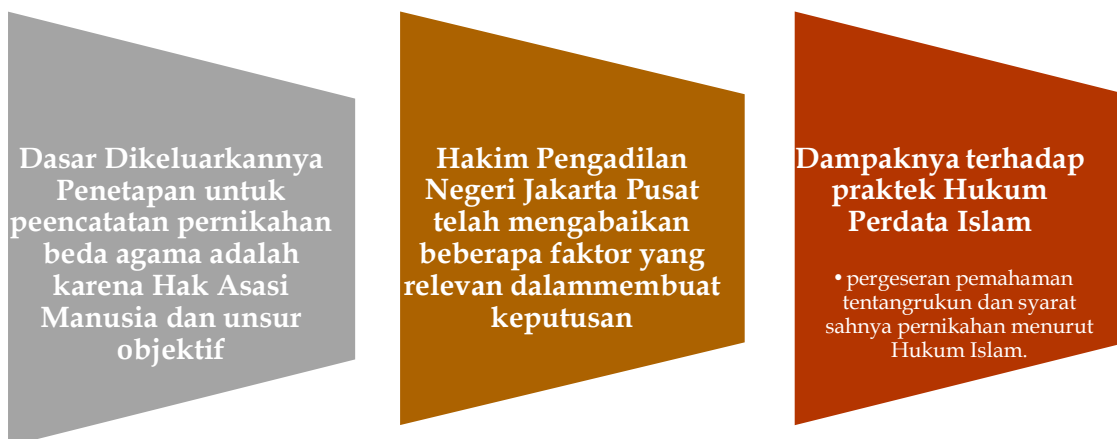 Dasar Dikeluarkannya
Penetapan untuk
peencatatan pernikahan
beda agama adalah
karena Hak Asasi
Manusia dan unsur
objektif
Hakim Pengadilan
Negeri Jakarta Pusat
telah mengabaikan
beberapa faktor yang
relevan dalammembuat
keputusan
Dampaknya terhadap
praktek Hukum
Perdata Islam
• pergeseran pemahaman
tentangrukun dan syarat
sahnya pernikahan menurut
Hukum Islam.